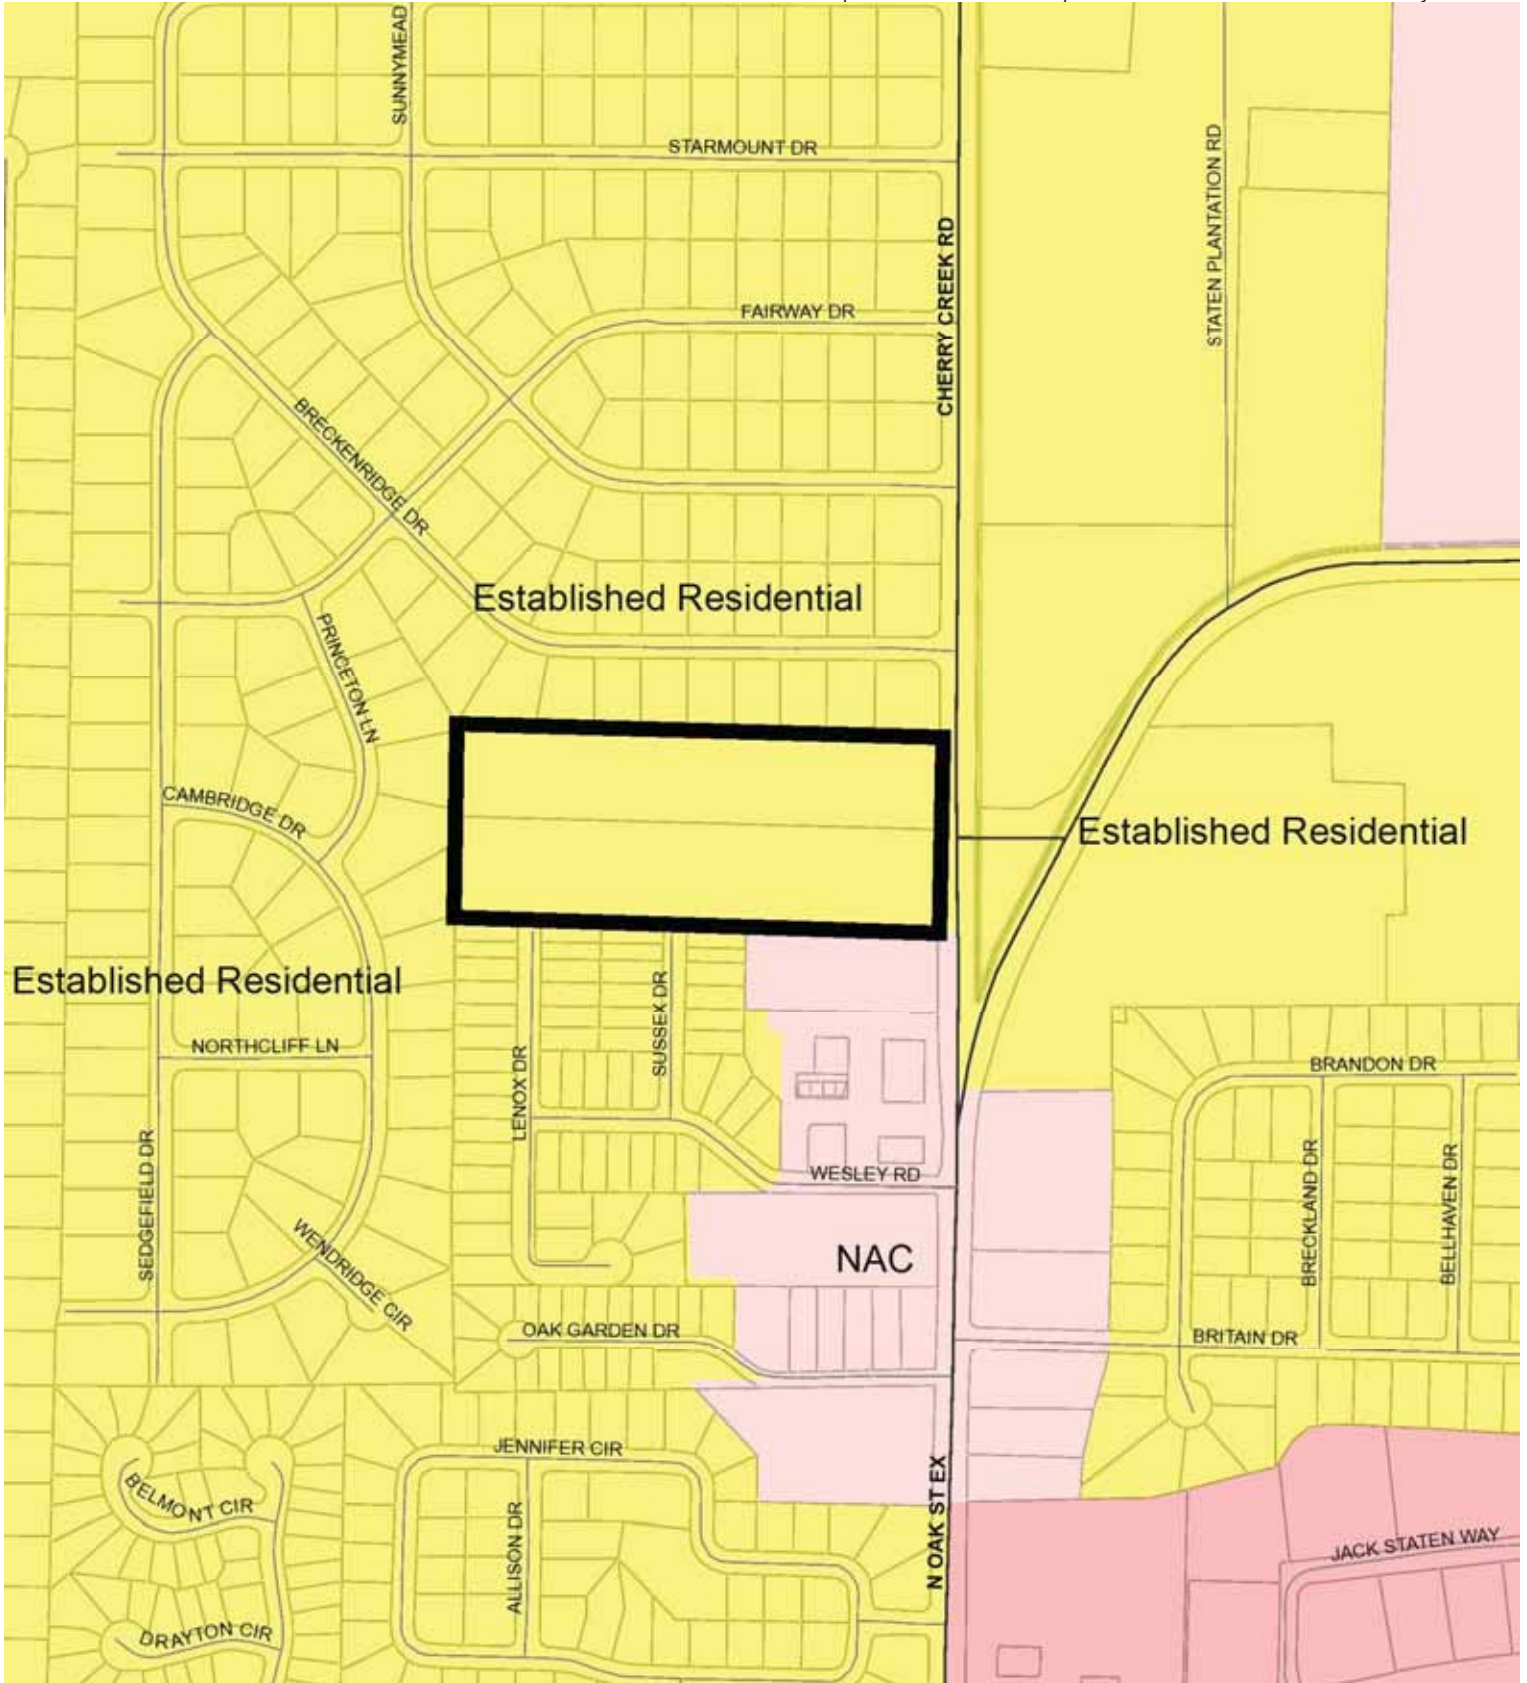 SUNNYMEAD
STARMOUNT DR
STATEN PLANTATION RD
CHERRY CREEK RD
FAIRWAY DR
BRECKENRIDGE DR
Established Residential
PRINCETON LN
CAMBRIDGE DR
Established Residential
Established Residential
SUSSEX DR
NORTHCLIFF LN
LENOX DR
BRANDON DR
SEDGEFIELD DR
WESLEY RD
BRECKLAND DR
BELLHAVEN DR
WENDRIDGE CIR
NAC
OAK GARDEN DR
BRITAIN DR
JENNIFER CIR
N OAK ST EX
BELMONT CIR
ALLISON DR
JACK STATEN WAY
DRAYTON CIR